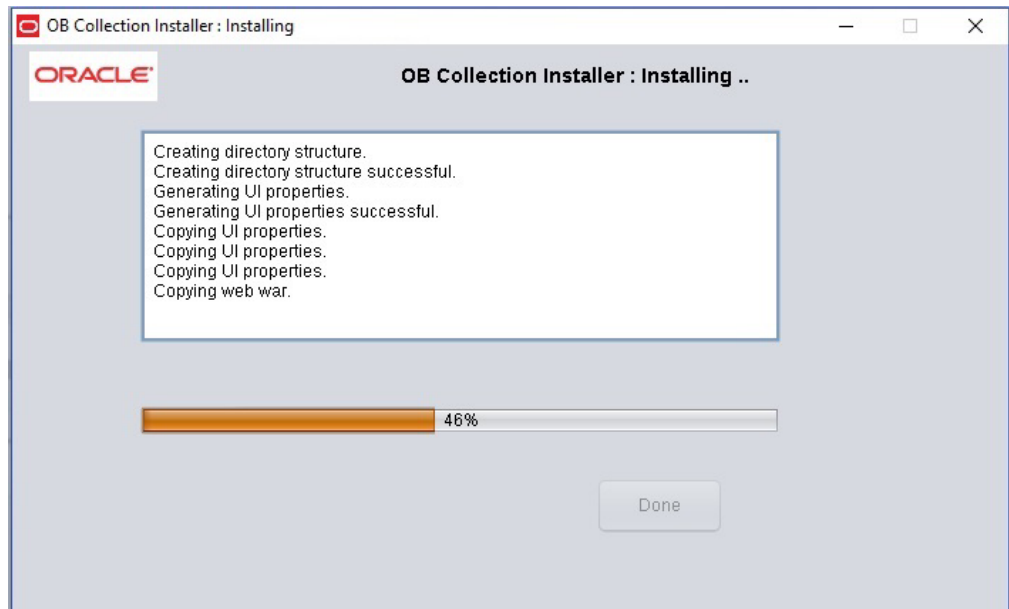 OB Collection Installer : Installing
ORACLE
OB Collection Installer : Installing ..
Creating directory structure.
Creating directory structure successful.
Generating UI properties.
Generating UI properties successful.
Copying UI properties.
Copying UI properties.
Copying UI properties.
Copying web war.
46%
Done